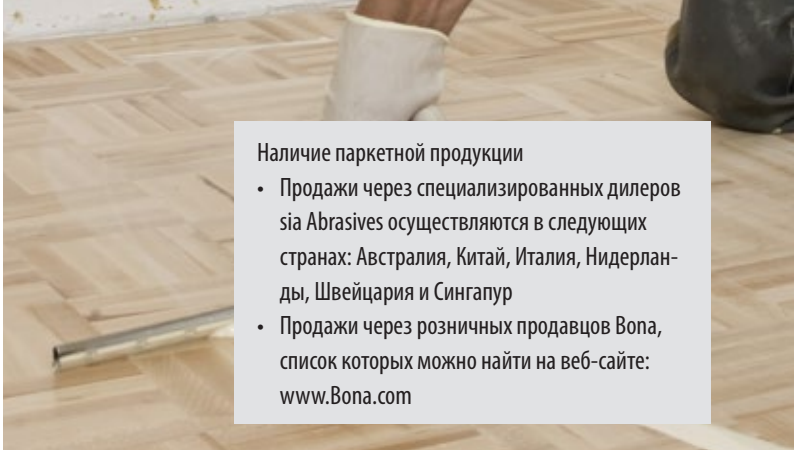 Наличие паркетной продукции
• Продажи через специализированных дилеров
sia Abrasives осуществляются в следующих
странах: Австралия, Китай, Италия, Нидерлан-
ды, Швейцария и Сингапур
• Продажи через розничных продавцов Bona,
список которых можно найти на веб-сайте:
www.Bona.com